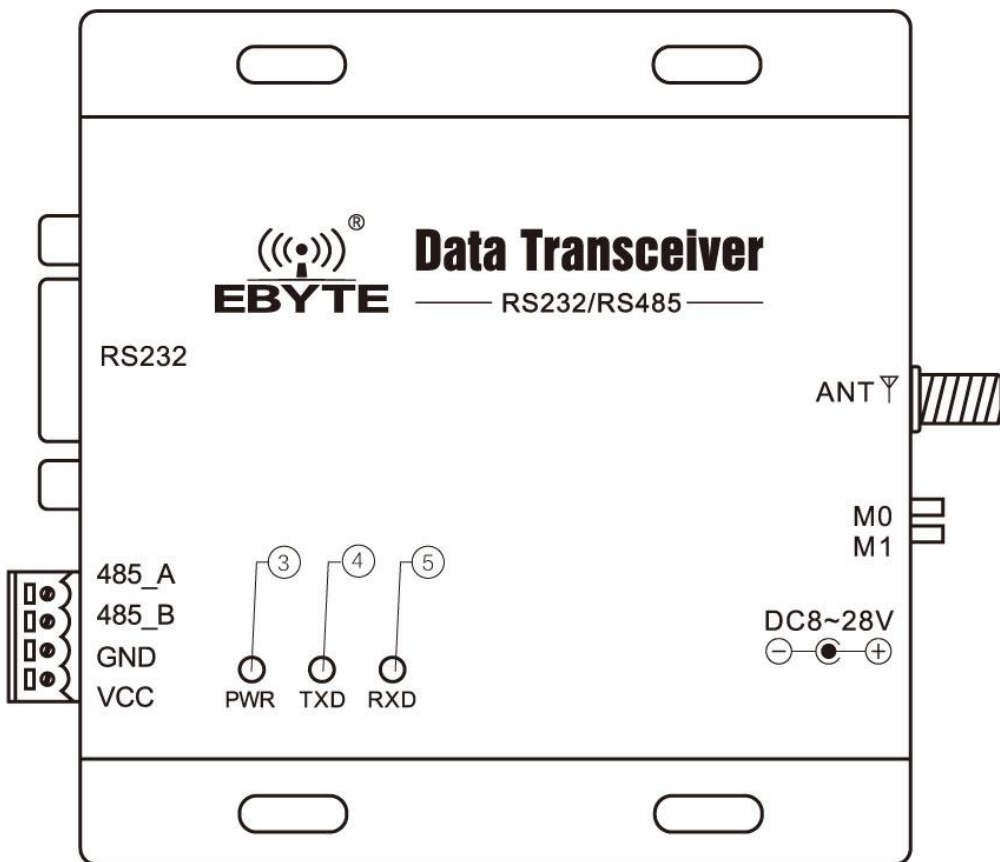 ®
EBYTE
Data Transceiver
RS232/RS485
RS232
ANT
M0
M1
485_A
485_B
GND
VCC
③ ④ ⑤
PWR TXD RXD
DC8~28V